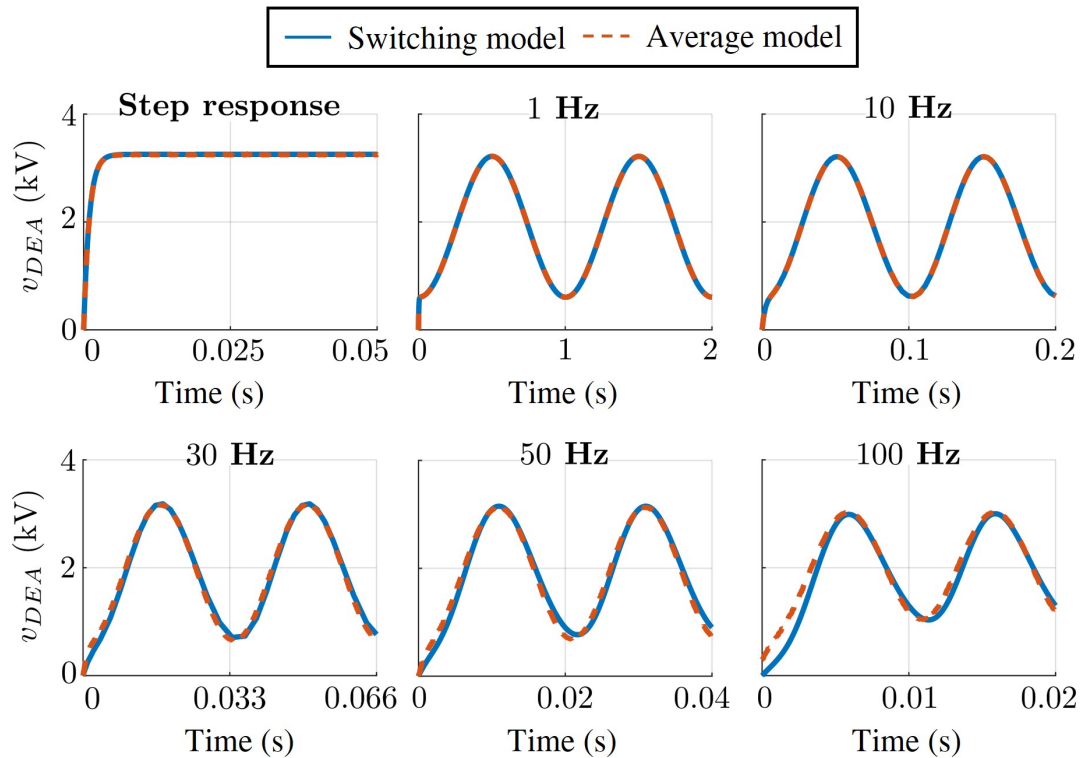 Switching model Average model
Step response
4
2
0
v_DEA (kV)
0 0.025 0.05
Time (s)
1 Hz
0 1 2
Time (s)
10 Hz
0 0.1 0.2
Time (s)
30 Hz
4
2
0
v_DEA (kV)
0 0.033 0.066
Time (s)
50 Hz
0 0.02 0.04
Time (s)
100 Hz
0 0.01 0.02
Time (s)